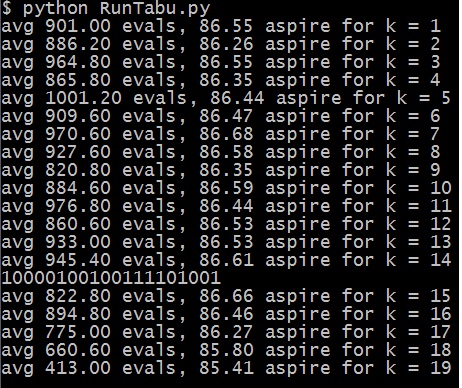 $ python RunTabu.py
avg 901.00 evals, 86.55 aspire for k = 1
avg 886.20 evals, 86.26 aspire for k = 2
avg 964.80 evals, 86.55 aspire for k = 3
avg 865.80 evals, 86.35 aspire for k = 4
avg 1001.20 evals, 86.44 aspire for k = 5
avg 909.60 evals, 86.47 aspire for k = 6
avg 970.60 evals, 86.68 aspire for k = 7
avg 927.60 evals, 86.58 aspire for k = 8
avg 820.80 evals, 86.35 aspire for k = 9
avg 884.60 evals, 86.59 aspire for k = 10
avg 976.80 evals, 86.44 aspire for k = 11
avg 860.60 evals, 86.53 aspire for k = 12
avg 933.00 evals, 86.53 aspire for k = 13
avg 945.40 evals, 86.61 aspire for k = 14
10000100100111101001
avg 822.80 evals, 86.66 aspire for k = 15
avg 894.80 evals, 86.46 aspire for k = 16
avg 775.00 evals, 86.27 aspire for k = 17
avg 660.60 evals, 85.80 aspire for k = 18
avg 413.00 evals, 85.41 aspire for k = 19